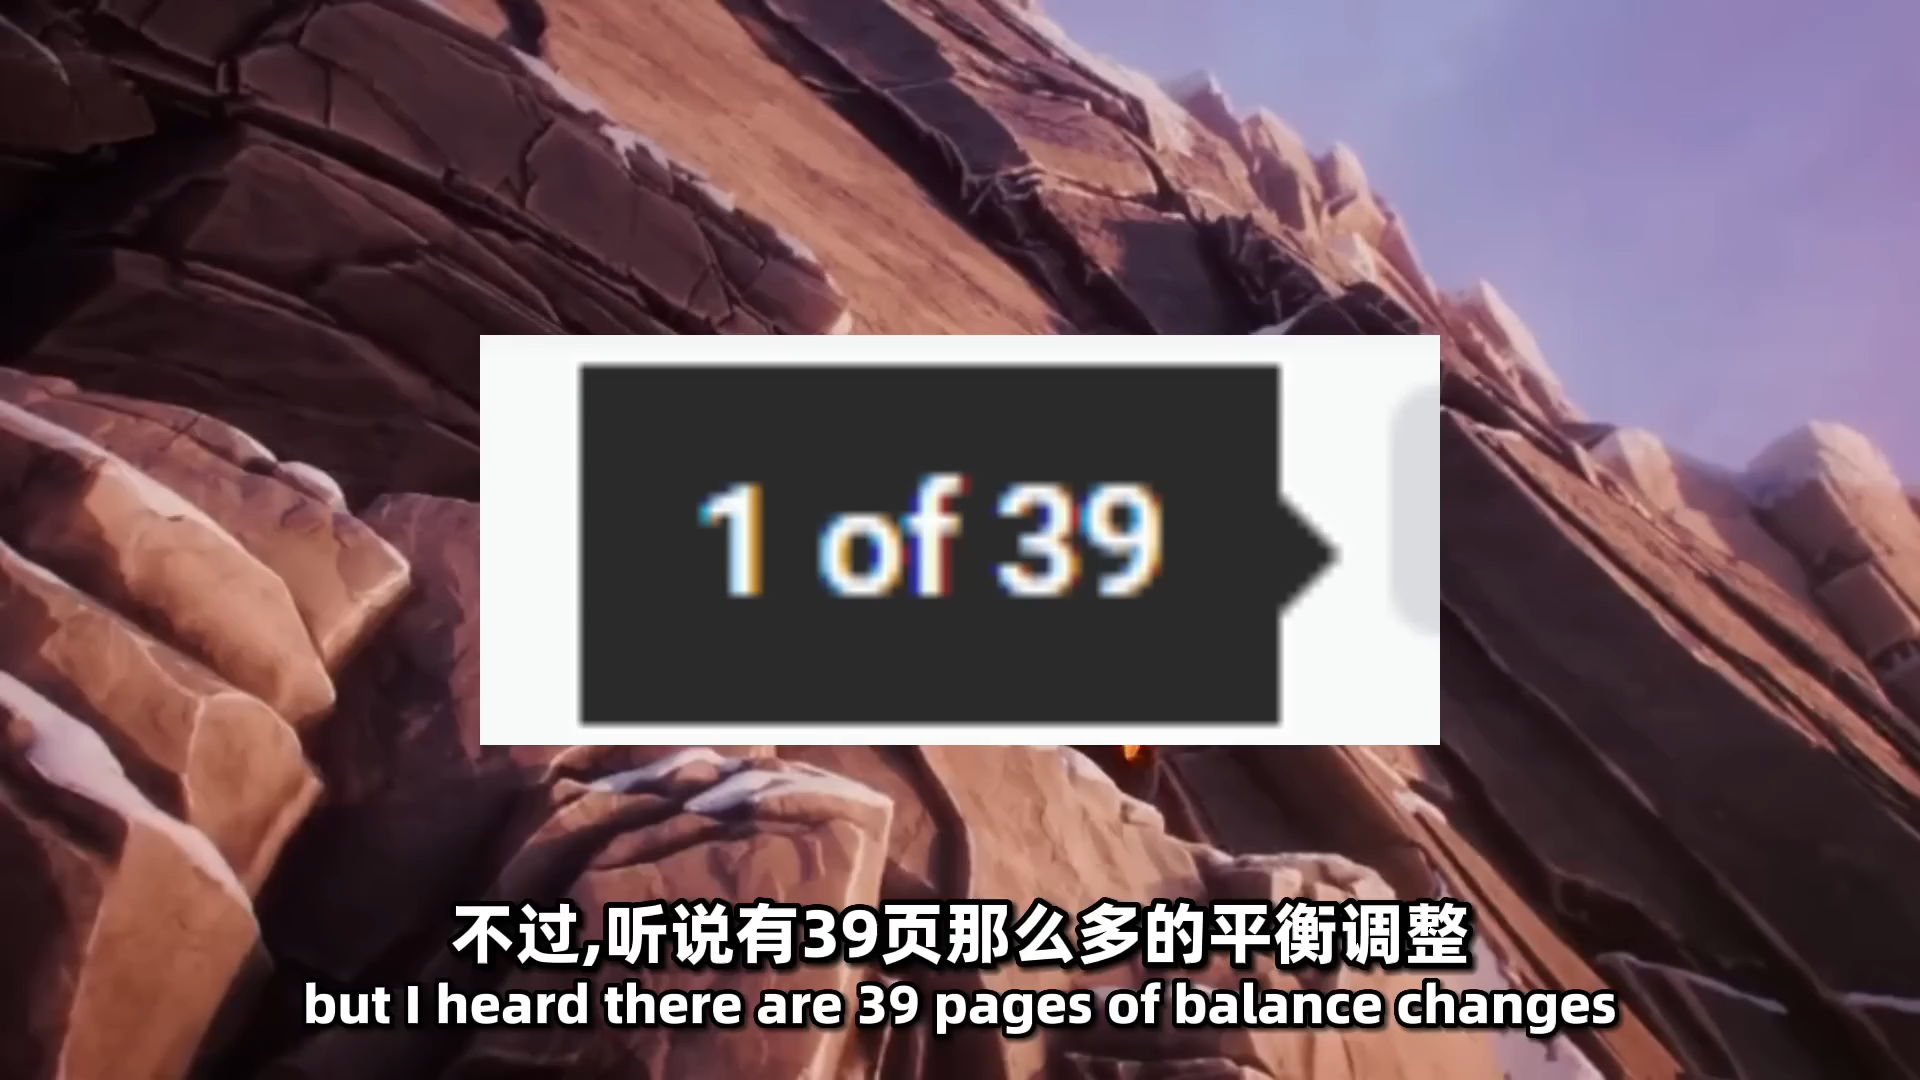 1 of 39
不过,听说有39页那么多的平衡调整
but I heard there are 39 pages of balance changes